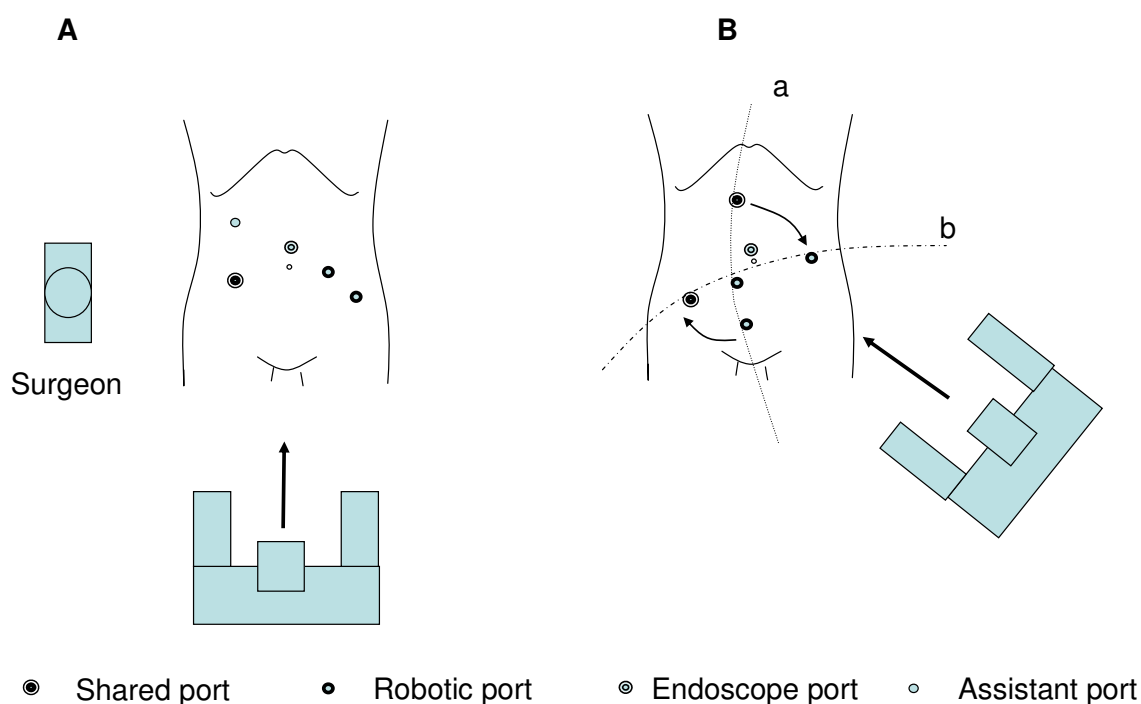 A
B
a
b
Surgeon
Shared port
Robotic port
Endoscope port
Assistant port